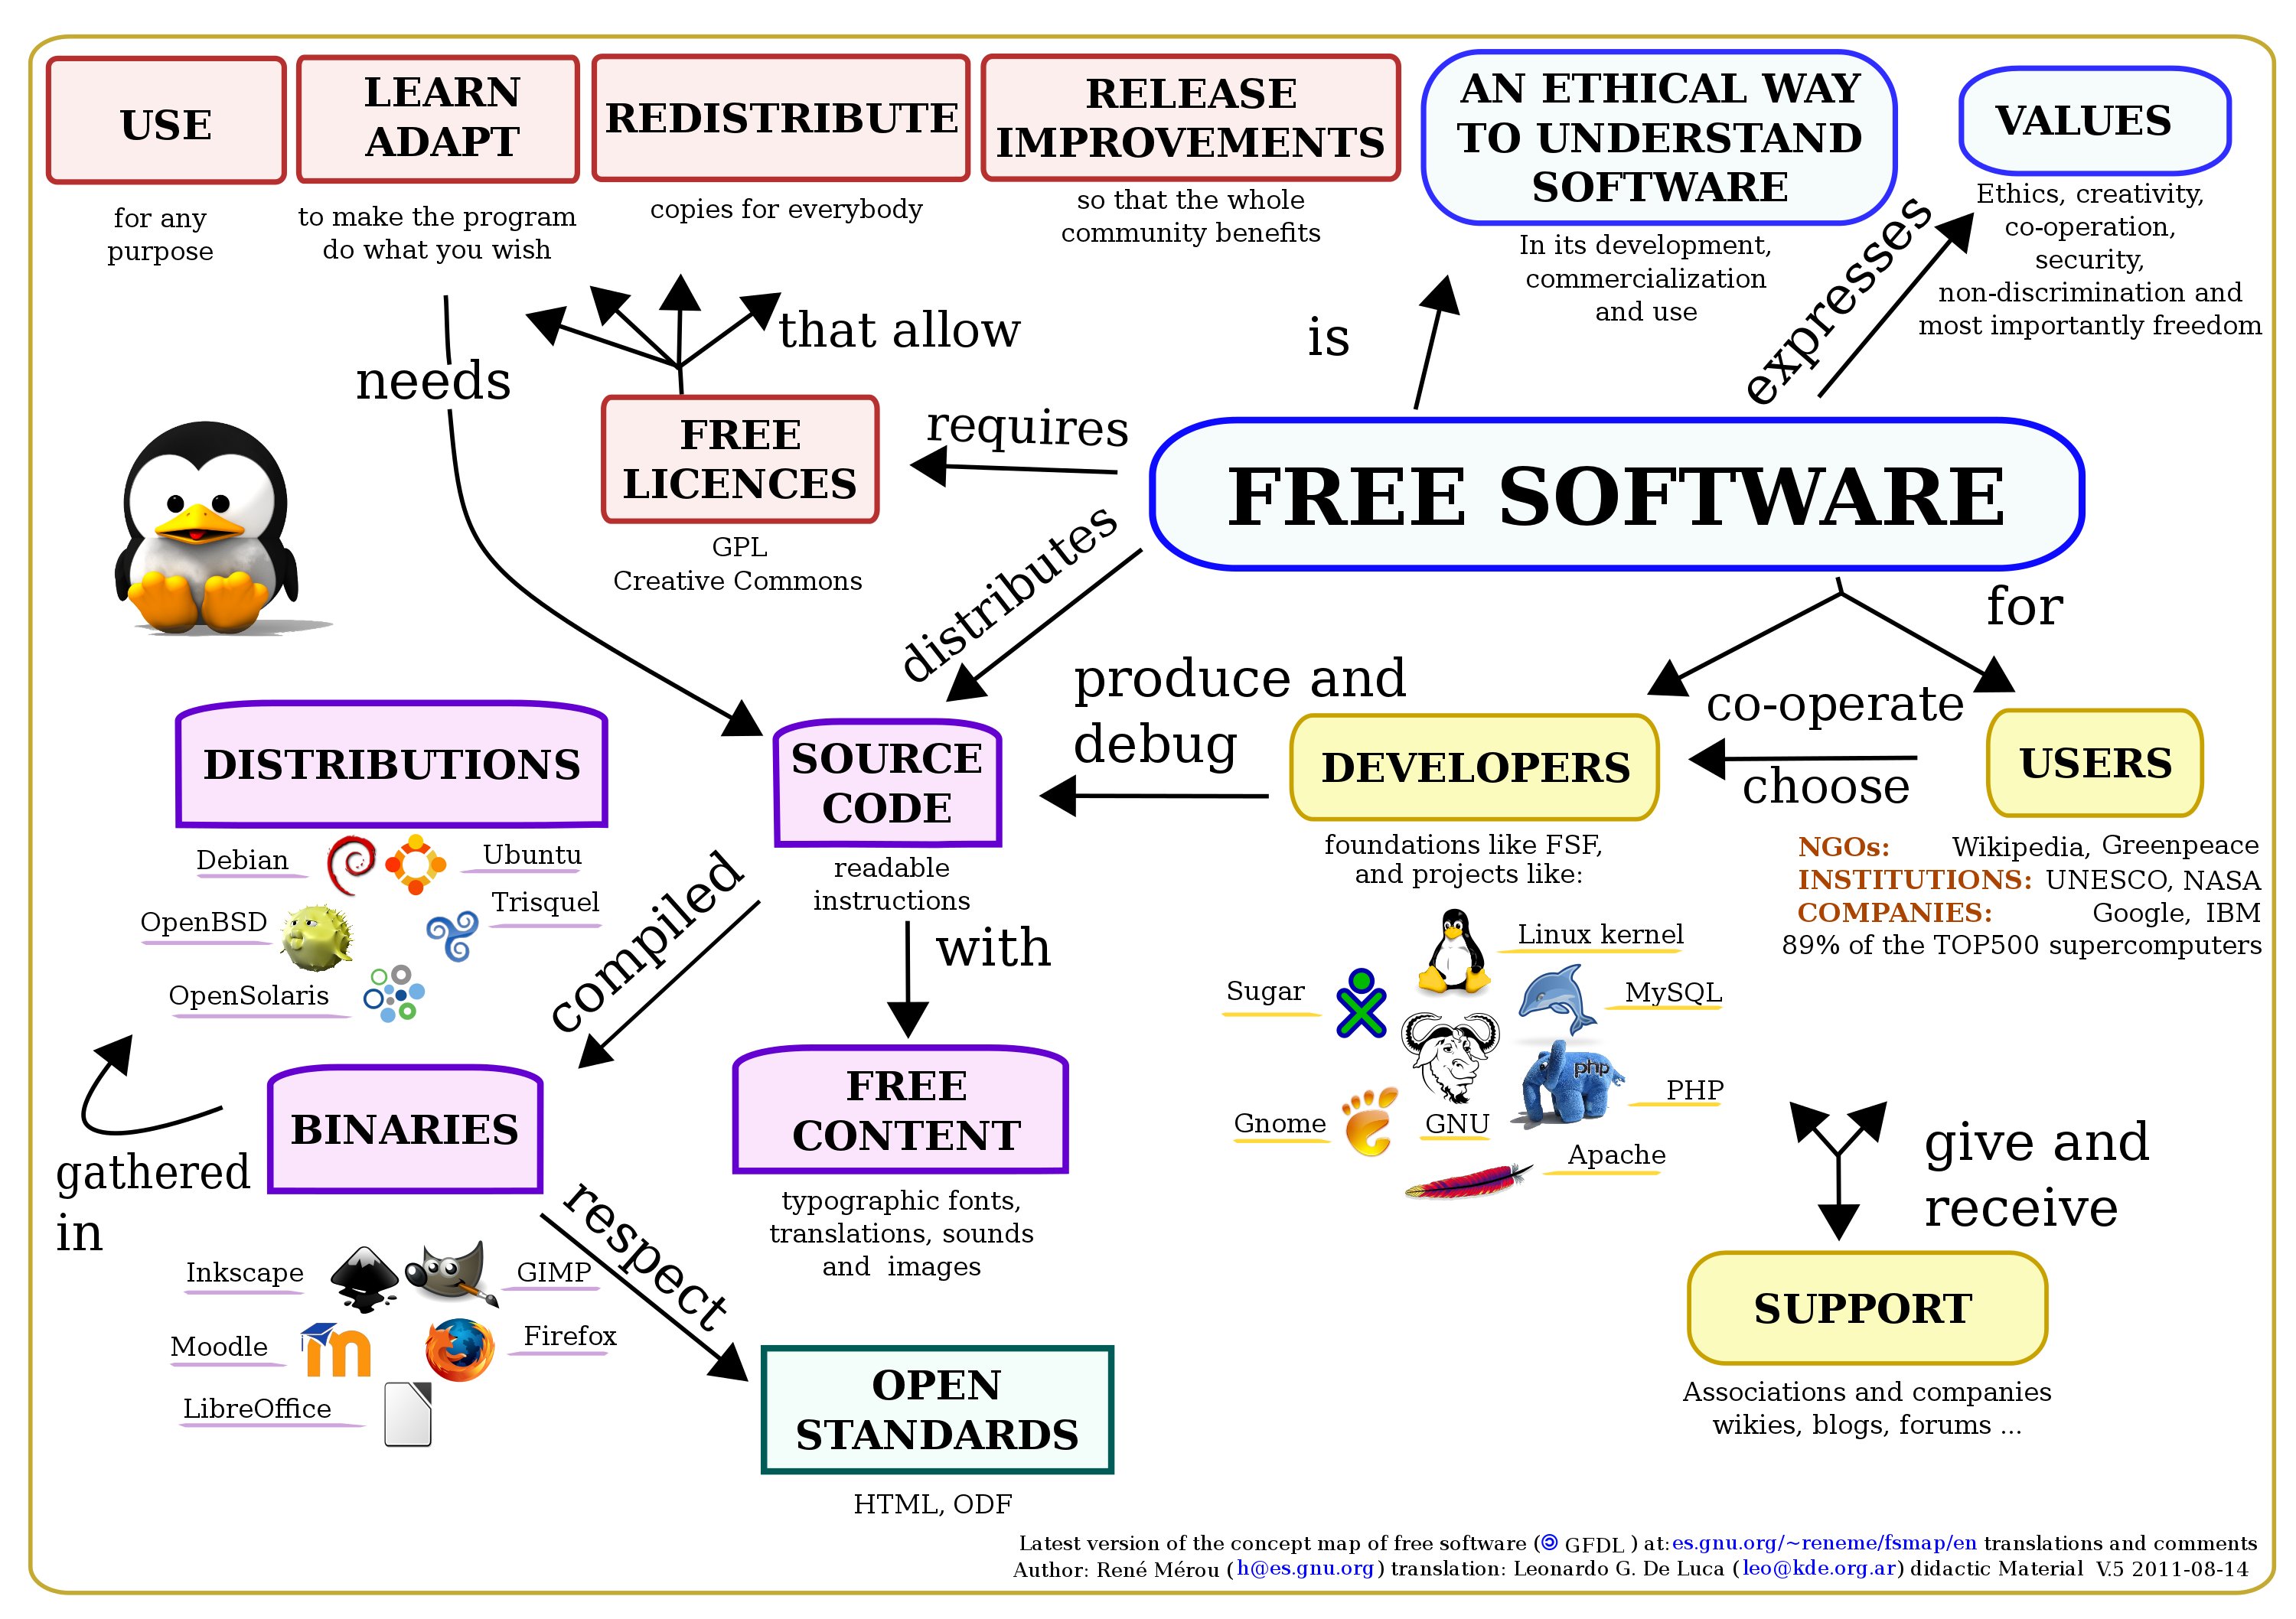 USE
for any
purpose
LEARN
ADAPT
to make the program
do what you wish
REDISTRIBUTE
copies for everybody
RELEASE
IMPROVEMENTS
so that the whole
community benefits
AN ETHICAL WAY
TO UNDERSTAND
SOFTWARE
In its development,
commercialization
and use
VALUES
Ethics, creativity,
co-operation,
security,
non-discrimination and
most importantly freedom
that allow
is
expresses
needs
FREE
LICENCES
GPL
Creative Commons
requires
FREE SOFTWARE
distributes
for
produce and
debug
co-operate
choose
DISTRIBUTIONS
Debian
Ubuntu
OpenBSD
Trisquel
OpenSolaris
SOURCE
CODE
readable
instructions
DEVELOPERS
foundations like FSF,
and projects like:
Linux kernel
Sugar
MySQL
php
PHP
Gnome
GNU
Apache
USERS
NGOs: Wikipedia, Greenpeace
INSTITUTIONS: UNESCO, NASA
COMPANIES: Google, IBM
89% of the TOP500 supercomputers
compiled
with
gathered
in
BINARIES
Inkscape
GIMP
Moodle
m
Firefox
LibreOffice
respect
FREE
CONTENT
typographic fonts,
translations, sounds
and images
give and
receive
SUPPORT
Associations and companies
wikies, blogs, forums ...
OPEN
STANDARDS
HTML, ODF
Latest version of the concept map of free software (🄯 GFDL ) at:es.gnu.org/~reneme/fsmap/en translations and comments
Author: René Mérou (h@es.gnu.org) translation: Leonardo G. De Luca (leo@kde.org.ar) didactic Material V.5 2011-08-14